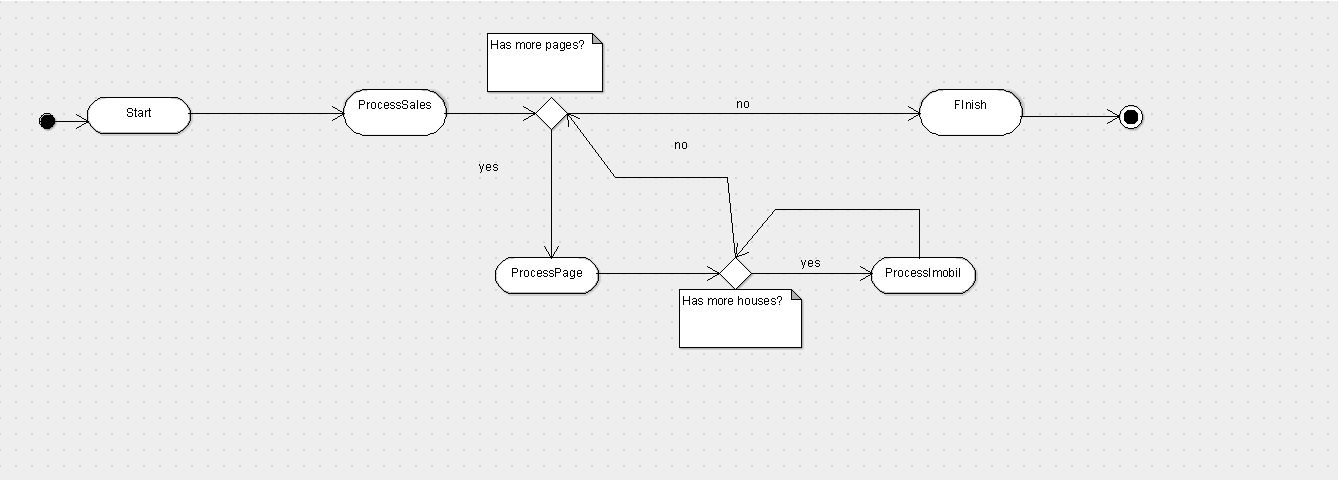 Has more pages?
Start
ProcessSales
no
FInish
no
yes
yes
ProcessPage
ProcessImobil
Has more houses?